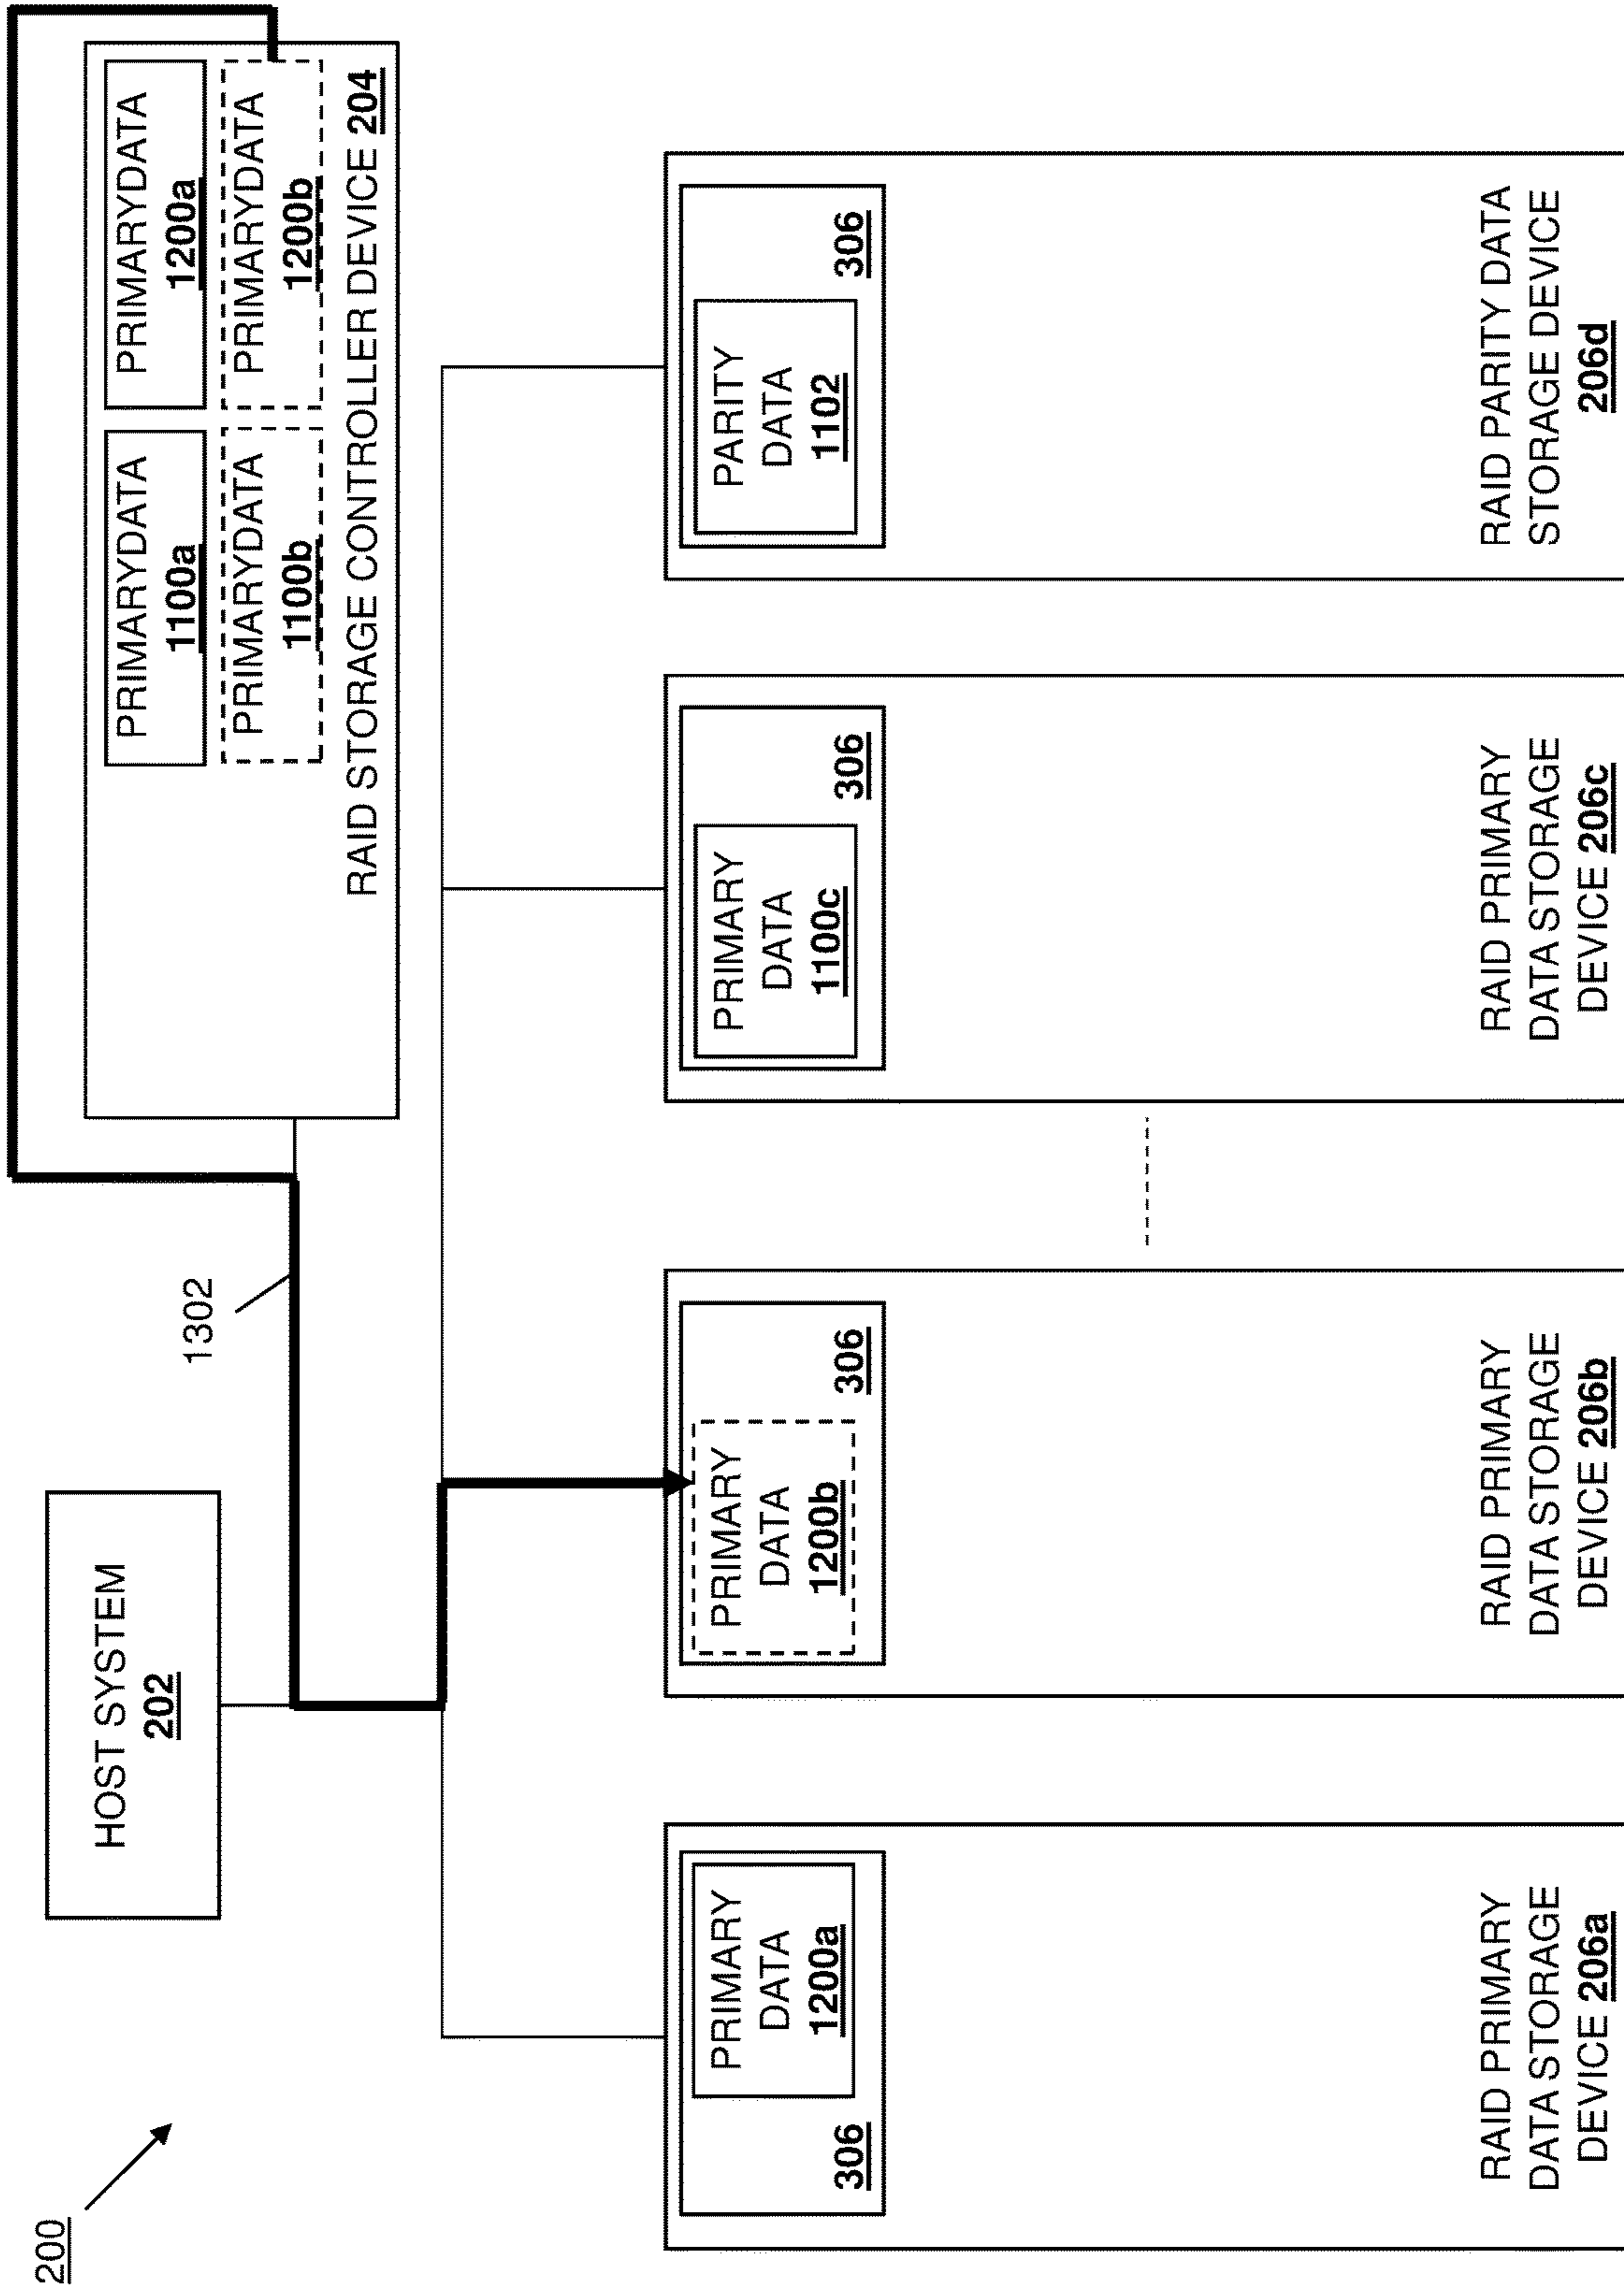 200
HOST SYSTEM
202
1302
PRIMARYDATA
1100a
PRIMARYDATA
1200a
PRIMARYDATA
1100b
PRIMARYDATA
1200b
RAID STORAGE CONTROLLER DEVICE 204
306
PRIMARY
DATA
1200a
RAID PRIMARY
DATA STORAGE
DEVICE 206a
PRIMARY
DATA
1200b
306
RAID PRIMARY
DATA STORAGE
DEVICE 206b
PRIMARY
DATA
1100c
306
RAID PRIMARY
DATA STORAGE
DEVICE 206c
PARITY
DATA
1102
306
RAID PARITY DATA
STORAGE DEVICE
206d